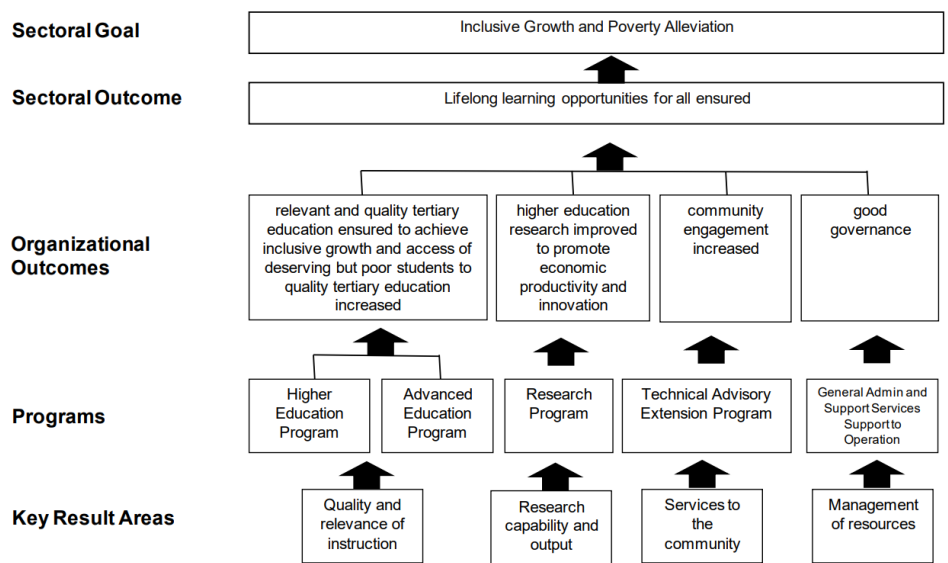 Sectoral Goal
Inclusive Growth and Poverty Alleviation
Sectoral Outcome
Lifelong learning opportunities for all ensured
Organizational
Outcomes
relevant and quality tertiary
education ensured to achieve
inclusive growth and access of
deserving but poor students to
quality tertiary education
increased
higher education
research improved to
promote economic
productivity and
innovation
community
engagement
increased
good
governance
Programs
Higher
Education
Program
Advanced
Education
Program
Research
Program
Technical Advisory
Extension Program
General Admin and
Support Services
Support to
Operation
Key Result Areas
Quality and
relevance of
instruction
Research
capability and
output
Services to
the
community
Management
of resources